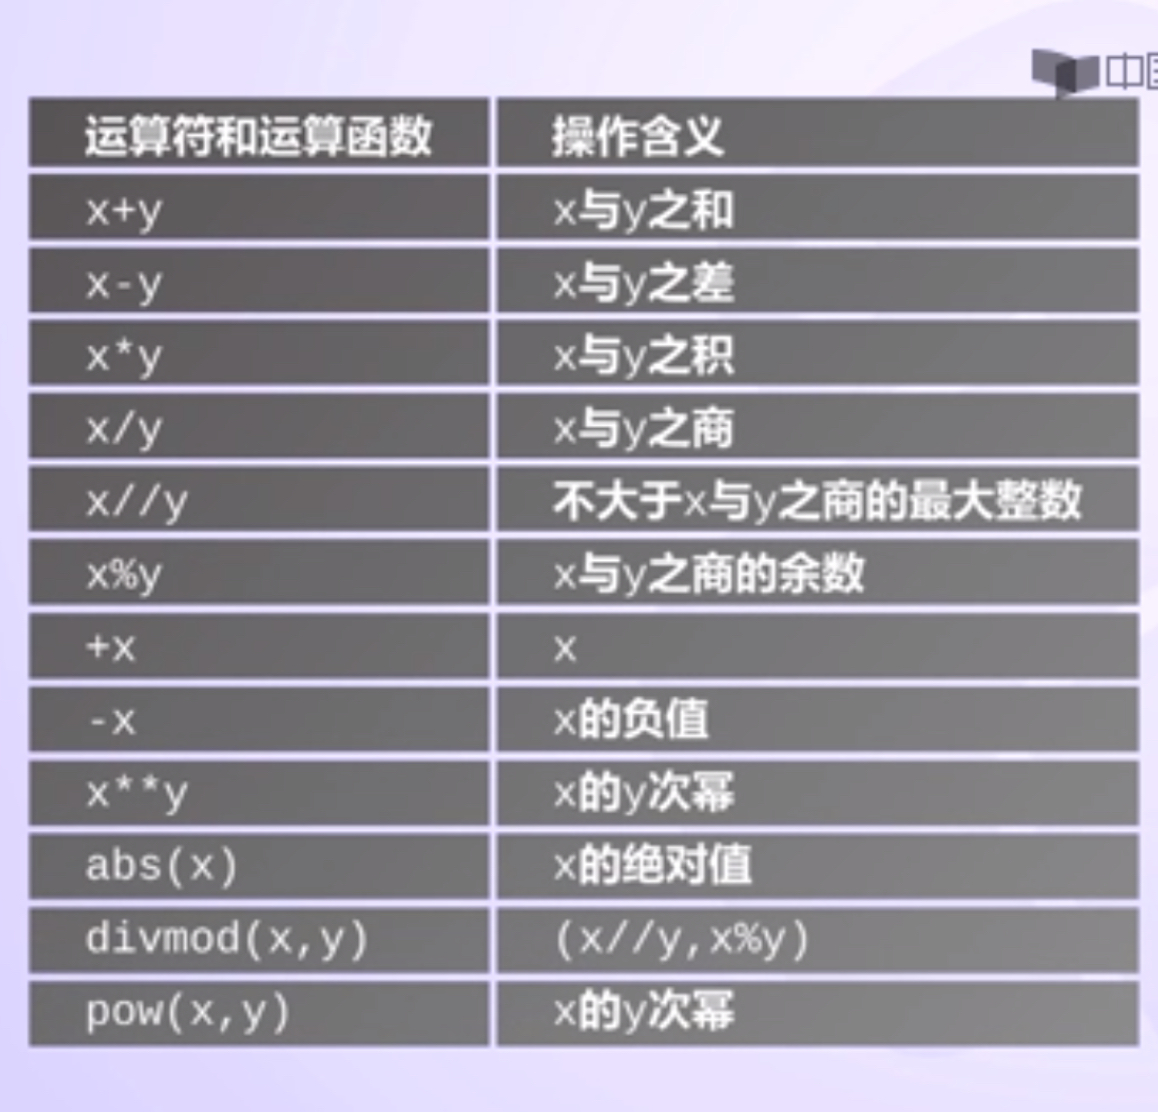 中
运算符和运算函数 操作含义
x+y x与y之和
x-y x与y之差
x*y x与y之积
x/y x与y之商
x//y 不大于x与y之商的最大整数
x%y x与y之商的余数
+x x
-x x的负值
x**y x的y次幂
abs(x) x的绝对值
divmod(x,y) (x//y,x%y)
pow(x,y) x的y次幂